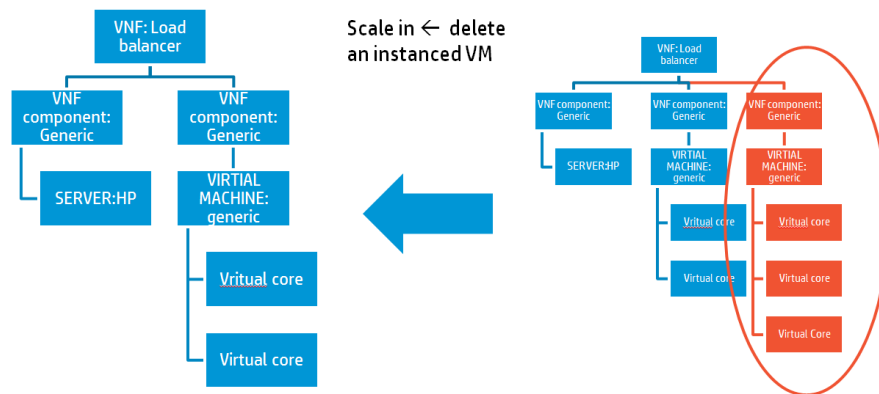 VNF: Load
balancer
VNF
component:
Generic
VNF
component:
Generic
SERVER:HP
VIRTIAL
MACHINE:
generic
Vritual core
Virtual core
Scale in ← delete
an instanced VM
VNF: Load
balancer
VNF component:
Generic
VNF component:
Generic
VNF component:
Generic
SERVER:HP
VIRTIAL
MACHINE:
generic
VIRTIAL
MACHINE:
generic
Vritual core
Vritual core
Virtual core
Virtual core
Virtual Core